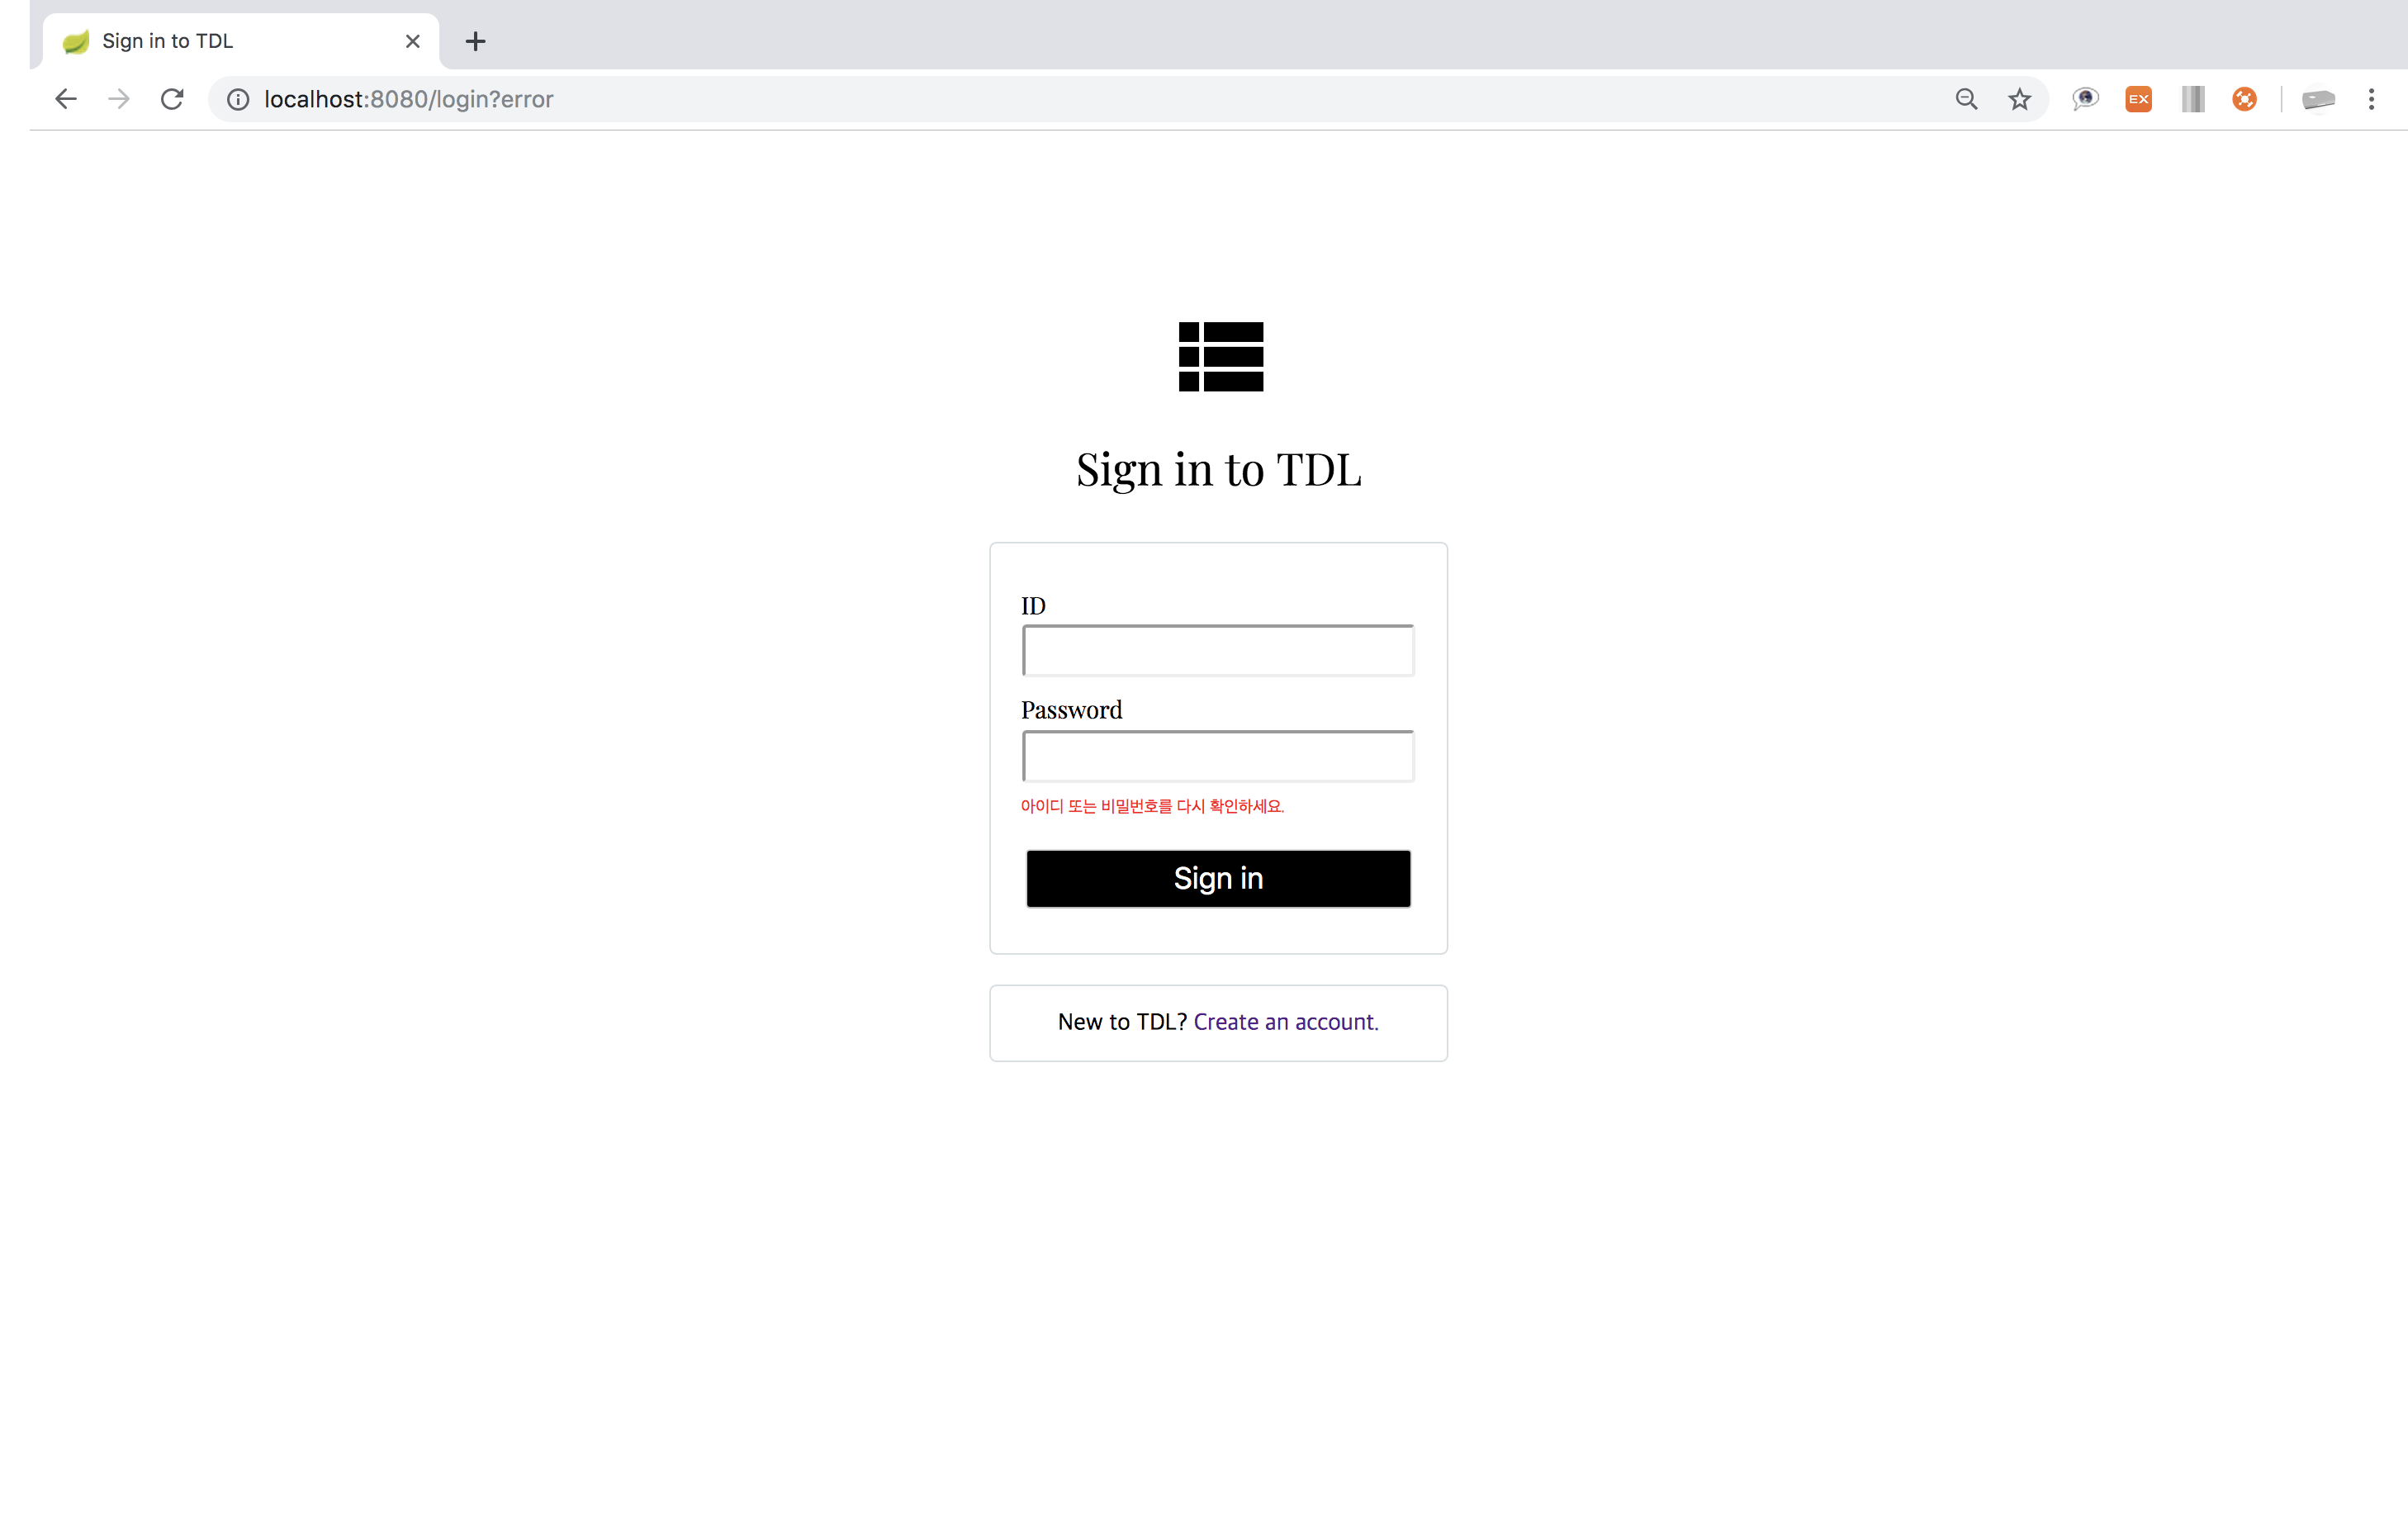 Sign in to TDL
localhost:8080/login?error
EX
Sign in to TDL
ID
Password
아이디 또는 비밀번호를 다시 확인하세요.
Sign in
New to TDL? Create an account.